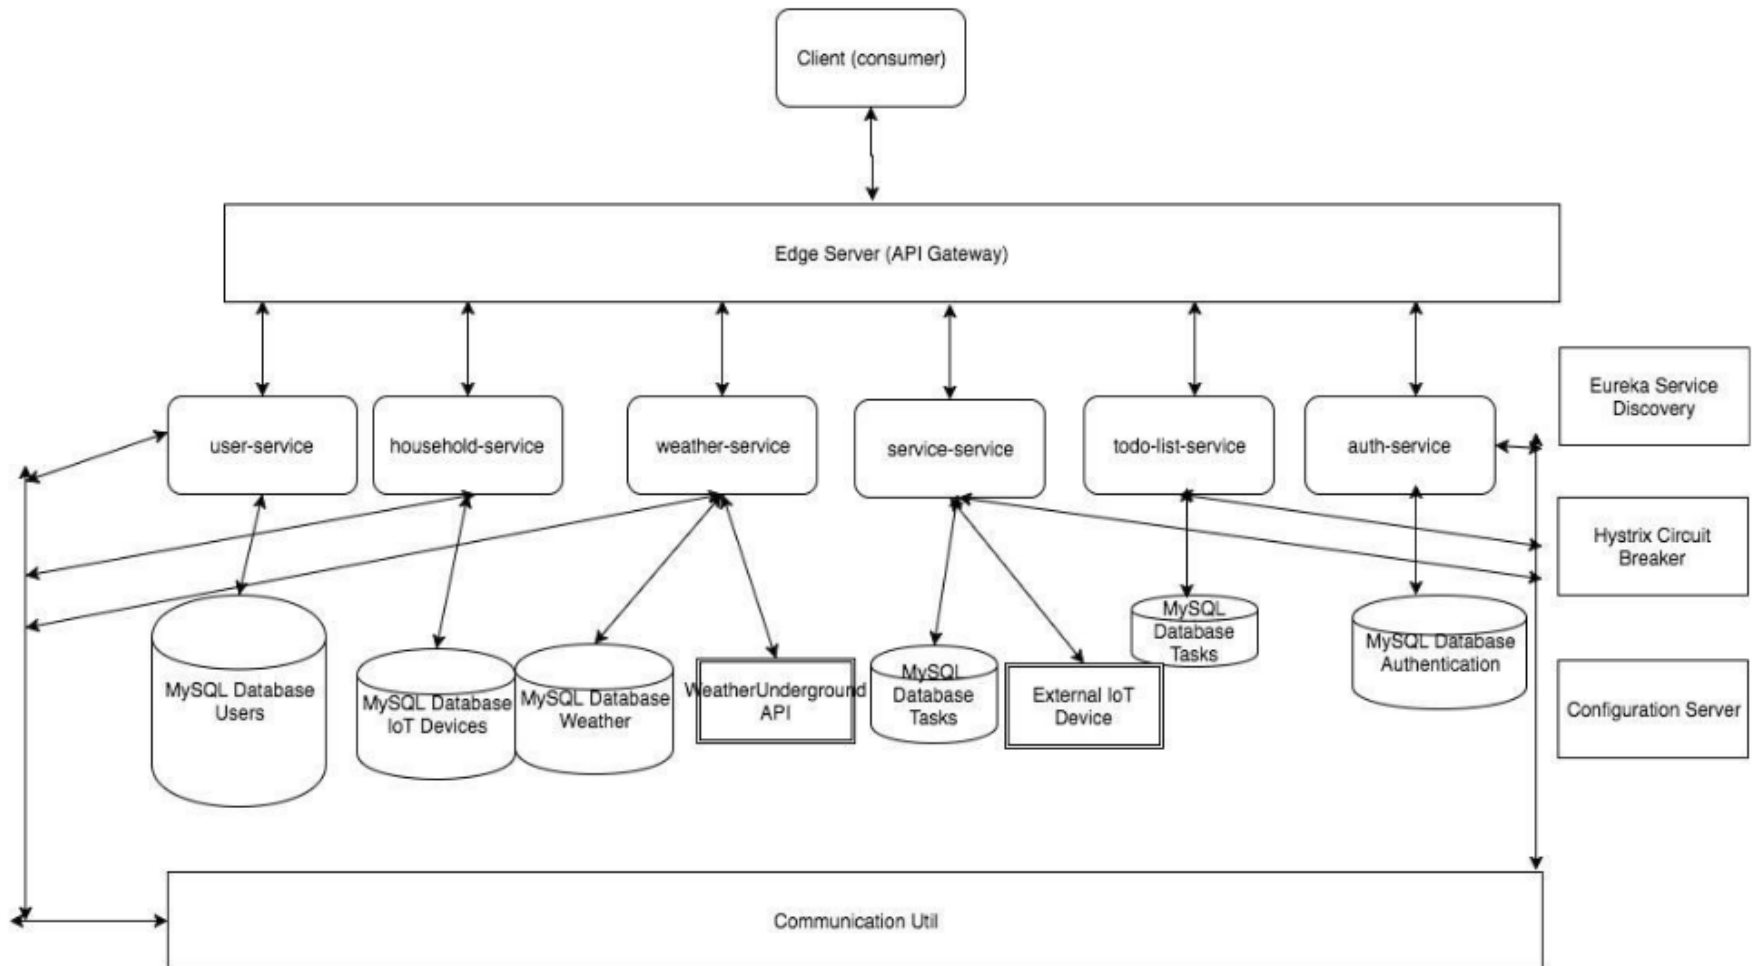 Client (consumer)
Edge Server (API Gateway)
user-service
household-service
weather-service
service-service
todo-list-service
auth-service
Eureka Service
Discovery
Hystrix Circuit
Breaker
Configuration Server
MySQL Database
Users
MySQL Database
IoT Devices
MySQL Database
Weather
WeatherUnderground
API
MySQL
Database
Tasks
External IoT
Device
MySQL
Database
Tasks
MySQL Database
Authentication
Communication Util